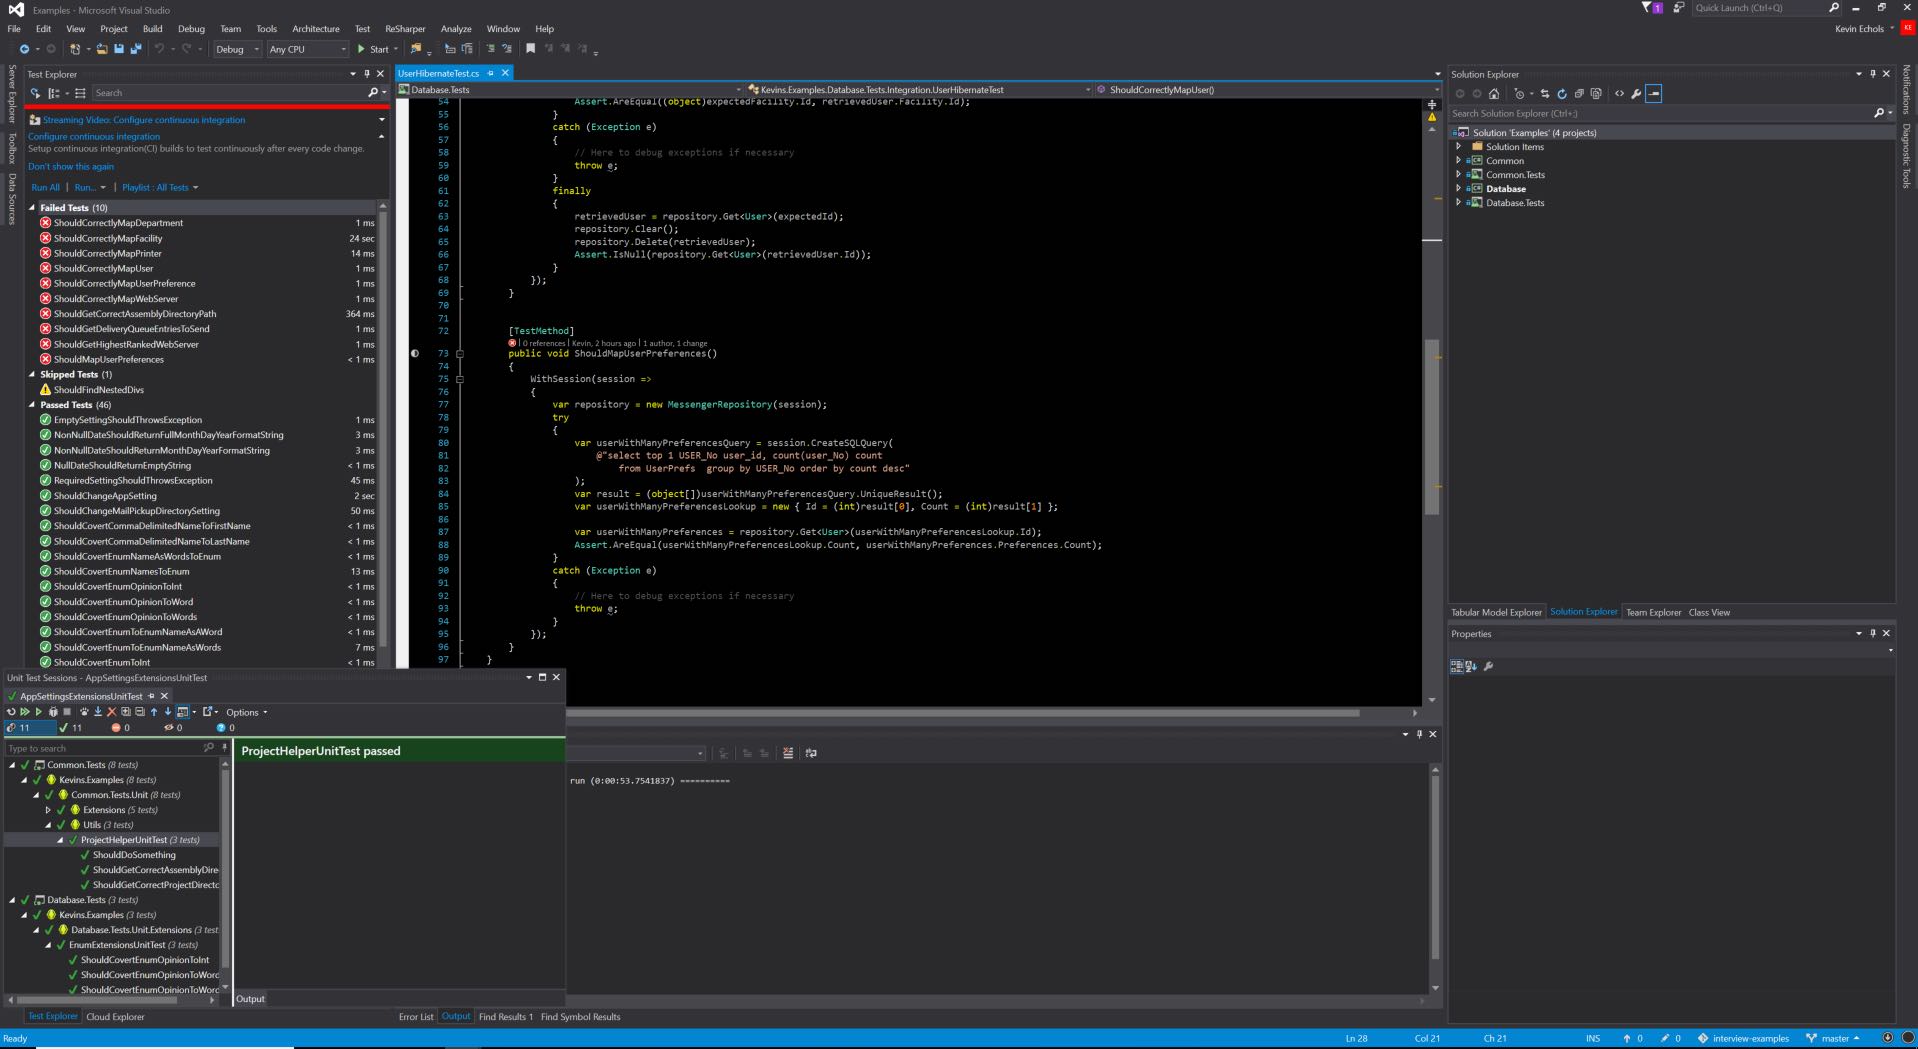 Examples - Microsoft Visual Studio
1
Quick Launch (Ctrl+Q)
File Edit View Project Build Debug Team Tools Architecture Test ReSharper Analyze Window Help
Kevin Echols KE
Debug Any CPU Start
Server Explorer
Toolbox
Data Sources
Test Explorer
Search
Streaming Video: Configure continuous integration
Configure continuous integration
Setup continuous integration(CI) builds to test continuously after every code change.
Don't show this again
Run All | Run... | Playlist : All Tests
Failed Tests (10)
ShouldCorrectlyMapDepartment 1 ms
ShouldCorrectlyMapFacility 24 sec
ShouldCorrectlyMapPrinter 14 ms
ShouldCorrectlyMapUser 1 ms
ShouldCorrectlyMapUserPreference 1 ms
ShouldCorrectlyMapWebServer 1 ms
ShouldGetCorrectAssemblyDirectoryPath 364 ms
ShouldGetDeliveryQueueEntriesToSend 1 ms
ShouldGetHighestRankedWebServer 1 ms
ShouldMapUserPreferences < 1 ms
Skipped Tests (1)
ShouldFindNestedDivs
Passed Tests (46)
EmptySettingShouldThrowsException 1 ms
NonNullDateShouldReturnFullMonthDayYearFormatString 3 ms
NonNullDateShouldReturnMonthDayYearFormatString 3 ms
NullDateShouldReturnEmptyString < 1 ms
RequiredSettingShouldThrowsException 45 ms
ShouldChangeAppSetting 2 sec
ShouldChangeMailPickupDirectorySetting 50 ms
ShouldCovertCommaDelimitedNameToFirstName < 1 ms
ShouldCovertCommaDelimitedNameToLastName < 1 ms
ShouldCovertEnumNameAsWordsToEnum < 1 ms
ShouldCovertEnumNamesToEnum 13 ms
ShouldCovertEnumOpinionToInt < 1 ms
ShouldCovertEnumOpinionToWord < 1 ms
ShouldCovertEnumOpinionToWords < 1 ms
ShouldCovertEnumToEnumNameAsAWord < 1 ms
ShouldCovertEnumToEnumNameAsWords 7 ms
ShouldCovertEnumToInt < 1 ms
UserHibernateTest.cs
Database.Tests Kevins.Examples.Database.Tests.Integration.UserHibernateTest ShouldCorrectlyMapUser()
54 Assert.AreEqual((object)expectedFacility.Id, retrievedUser.Facility.Id);
55 }
56 catch (Exception e)
57 {
58 // Here to debug exceptions if necessary
59 throw e;
60 }
61 finally
62 {
63 retrievedUser = repository.Get<User>(expectedId);
64 repository.Clear();
65 repository.Delete(retrievedUser);
66 Assert.IsNull(repository.Get<User>(retrievedUser.Id));
67 }
68 });
69 }
70
71
72 [TestMethod]
| 0 references | Kevin, 2 hours ago | 1 author, 1 change
73 public void ShouldMapUserPreferences()
74 {
75 WithSession(session =>
76 {
77 var repository = new MessengerRepository(session);
78 try
79 {
80 var userWithManyPreferencesQuery = session.CreateSQLQuery(
81 @"select top 1 USER_No user_id, count(user_No) count
82 from UserPrefs group by USER_No order by count desc"
83 );
84 var result = (object[])userWithManyPreferencesQuery.UniqueResult();
85 var userWithManyPreferencesLookup = new { Id = (int)result[0], Count = (int)result[1] };
86
87 var userWithManyPreferences = repository.Get<User>(userWithManyPreferencesLookup.Id);
88 Assert.AreEqual(userWithManyPreferencesLookup.Count, userWithManyPreferences.Preferences.Count);
89 }
90 catch (Exception e)
91 {
92 // Here to debug exceptions if necessary
93 throw e;
94 }
95 });
96 }
97 }
Solution Explorer
Search Solution Explorer (Ctrl+;)
Solution 'Examples' (4 projects)
Solution Items
Common
Common.Tests
Database
Database.Tests
Tabular Model Explorer Solution Explorer Team Explorer Class View
Properties
Notifications
Diagnostic Tools
Unit Test Sessions - AppSettingsExtensionsUnitTest
AppSettingsExtensionsUnitTest
Options
11 11 0 0 0
Type to search
Common.Tests (8 tests)
Kevins.Examples (8 tests)
Common.Tests.Unit (8 tests)
Extensions (5 tests)
Utils (3 tests)
ProjectHelperUnitTest (3 tests)
ShouldDoSomething
ShouldGetCorrectAssemblyDire
ShouldGetCorrectProjectDirecto
Database.Tests (3 tests)
Kevins.Examples (3 tests)
Database.Tests.Unit.Extensions (3 test
EnumExtensionsUnitTest (3 tests)
ShouldCovertEnumOpinionToInt
ShouldCovertEnumOpinionToWord
ShouldCovertEnumOpinionToWord
ProjectHelperUnitTest passed
Output
run (0:00:53.7541837) ==========
Test Explorer Cloud Explorer
Error List Output Find Results 1 Find Symbol Results
Ready Ln 28 Col 21 Ch 21 INS 0 0 interview-examples master